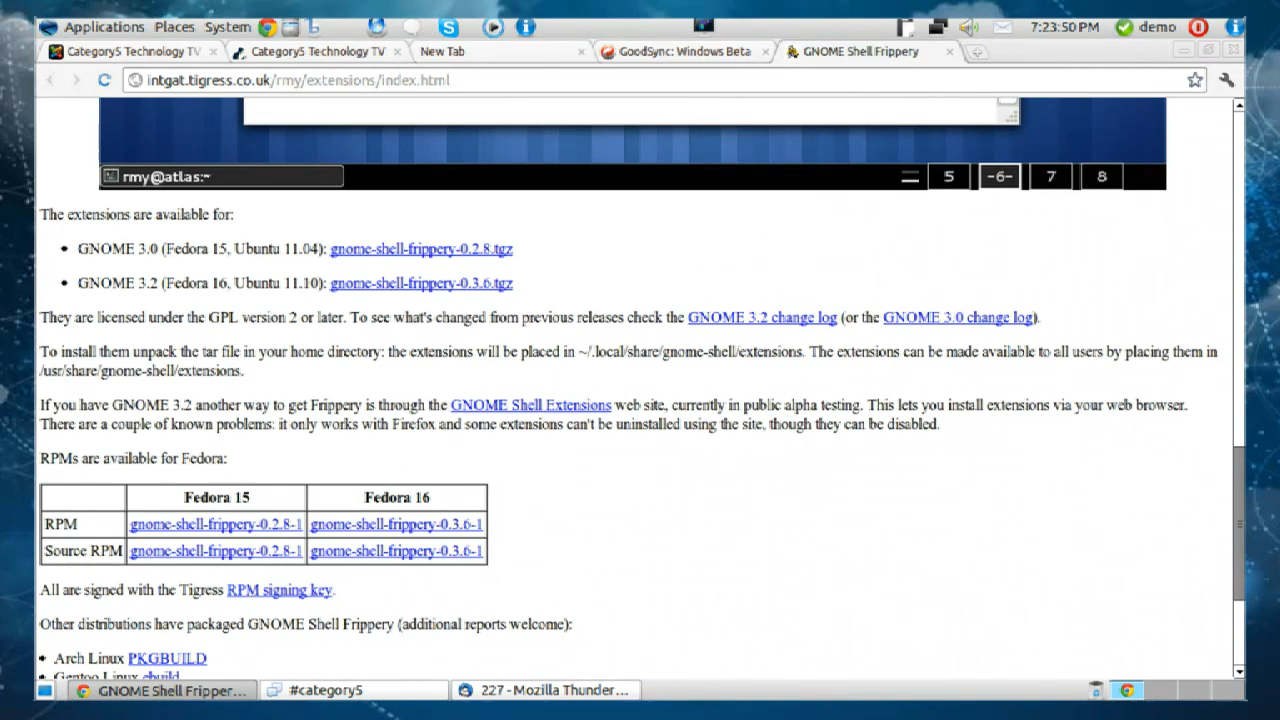 Applications Places System 7:23:50 PM demo
Category5 Technology TV Category5 Technology TV New Tab GoodSync: Windows Beta GNOME Shell Frippery
intgat.tigress.co.uk/rmy/extensions/index.html
rmy@atlas:~ 5 -6- 7 8
The extensions are available for:
• GNOME 3.0 (Fedora 15, Ubuntu 11.04): gnome-shell-frippery-0.2.8.tgz
• GNOME 3.2 (Fedora 16, Ubuntu 11.10): gnome-shell-frippery-0.3.6.tgz
They are licensed under the GPL version 2 or later. To see what's changed from previous releases check the GNOME 3.2 change log (or the GNOME 3.0 change log).
To install them unpack the tar file in your home directory: the extensions will be placed in ~/.local/share/gnome-shell/extensions. The extensions can be made available to all users by placing them in
/usr/share/gnome-shell/extensions.
If you have GNOME 3.2 another way to get Frippery is through the GNOME Shell Extensions web site, currently in public alpha testing. This lets you install extensions via your web browser.
There are a couple of known problems: it only works with Firefox and some extensions can't be uninstalled using the site, though they can be disabled.
RPMs are available for Fedora:
Fedora 15 Fedora 16
RPM gnome-shell-frippery-0.2.8-1 gnome-shell-frippery-0.3.6-1
Source RPM gnome-shell-frippery-0.2.8-1 gnome-shell-frippery-0.3.6-1
All are signed with the Tigress RPM signing key.
Other distributions have packaged GNOME Shell Frippery (additional reports welcome):
• Arch Linux PKGBUILD
• Gentoo Linux ebuild
GNOME Shell Fripper... #category5 227 - Mozilla Thunder...